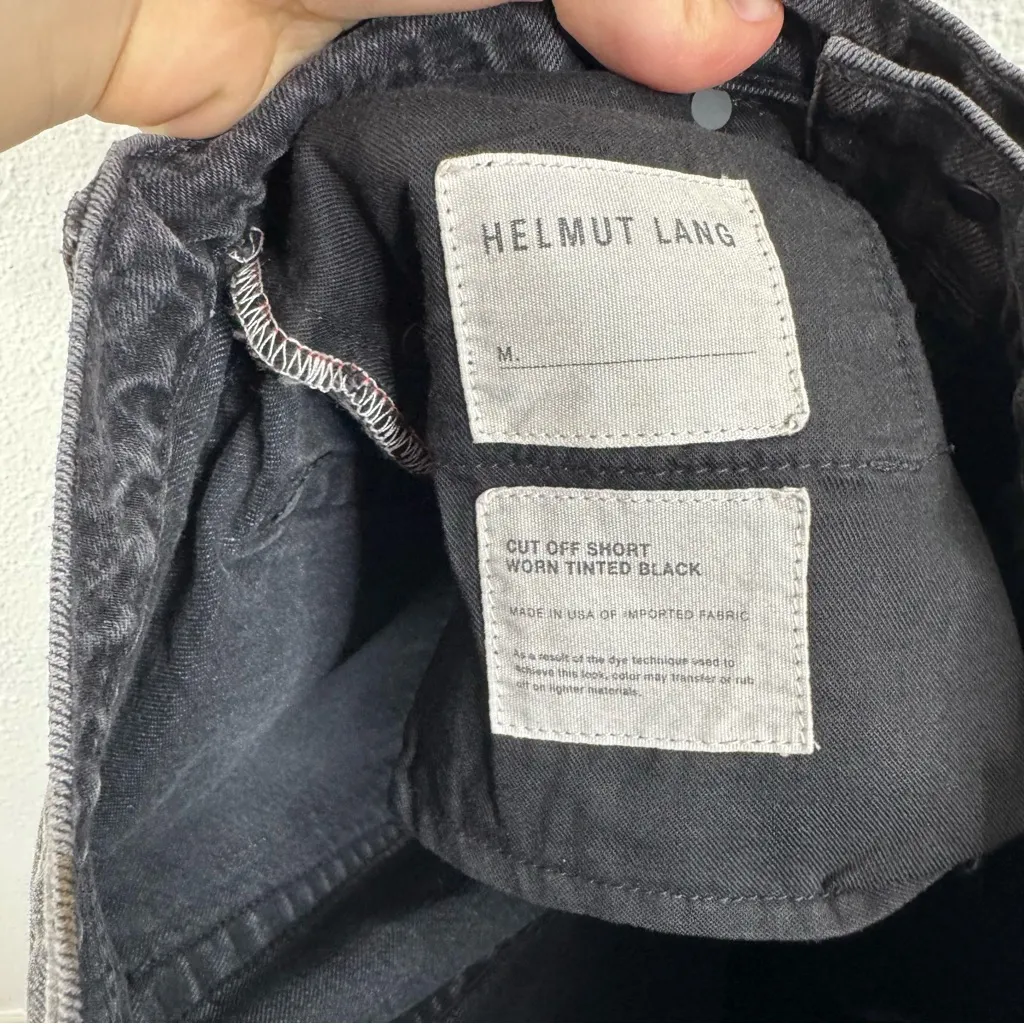 HELMUT LANG
M.
CUT OFF SHORT
WORN TINTED BLACK
MADE IN USA OF IMPORTED FABRIC
As a result of the dye technique used to
achieve this look, color may transfer or rub
off on lighter materials.